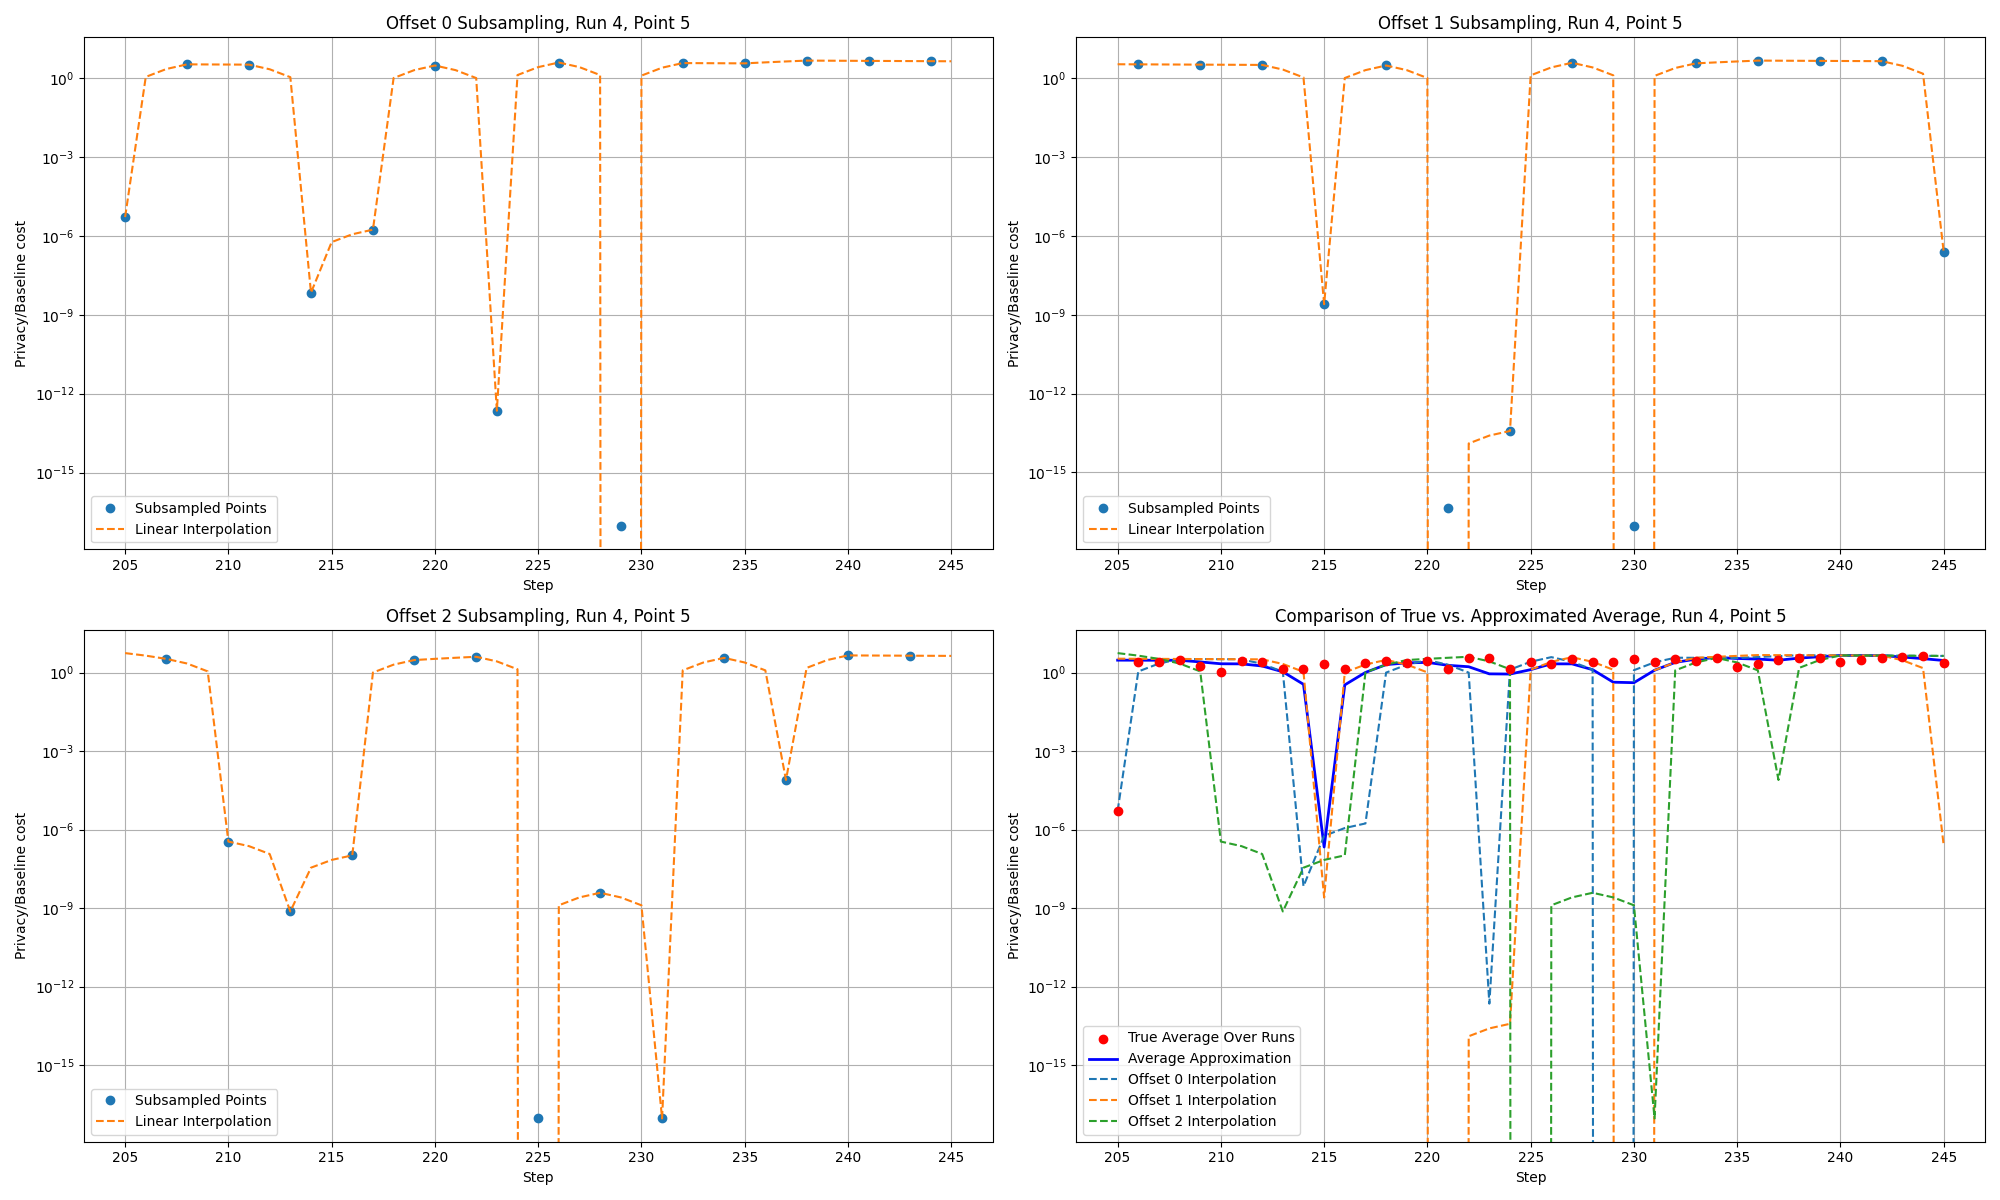 Offset 0 Subsampling, Run 4, Point 5
Privacy/Baseline cost
10^0
10^-3
10^-6
10^-9
10^-12
10^-15
Subsampled Points
Linear Interpolation
205 210 215 220 225 230 235 240 245
Step
Offset 1 Subsampling, Run 4, Point 5
Privacy/Baseline cost
10^0
10^-3
10^-6
10^-9
10^-12
10^-15
Subsampled Points
Linear Interpolation
205 210 215 220 225 230 235 240 245
Step
Offset 2 Subsampling, Run 4, Point 5
Privacy/Baseline cost
10^0
10^-3
10^-6
10^-9
10^-12
10^-15
Subsampled Points
Linear Interpolation
205 210 215 220 225 230 235 240 245
Step
Comparison of True vs. Approximated Average, Run 4, Point 5
Privacy/Baseline cost
10^0
10^-3
10^-6
10^-9
10^-12
10^-15
True Average Over Runs
Average Approximation
Offset 0 Interpolation
Offset 1 Interpolation
Offset 2 Interpolation
205 210 215 220 225 230 235 240 245
Step